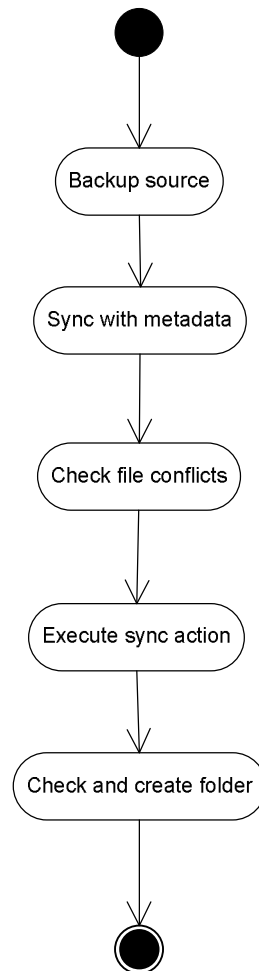 Backup source
Sync with metadata
Check file conflicts
Execute sync action
Check and create folder